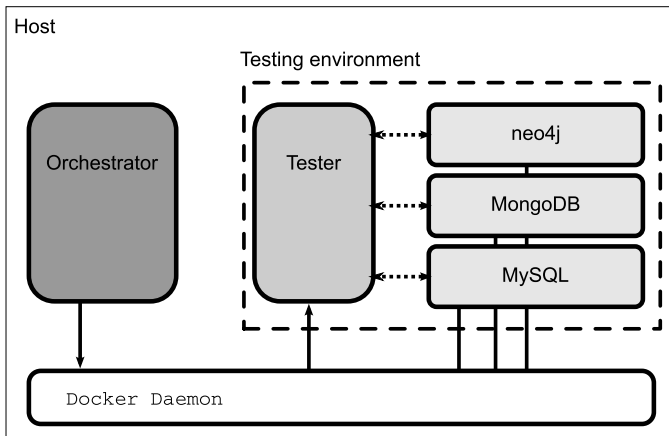 Host
Testing environment
Orchestrator
Tester
neo4j
MongoDB
MySQL
Docker Daemon